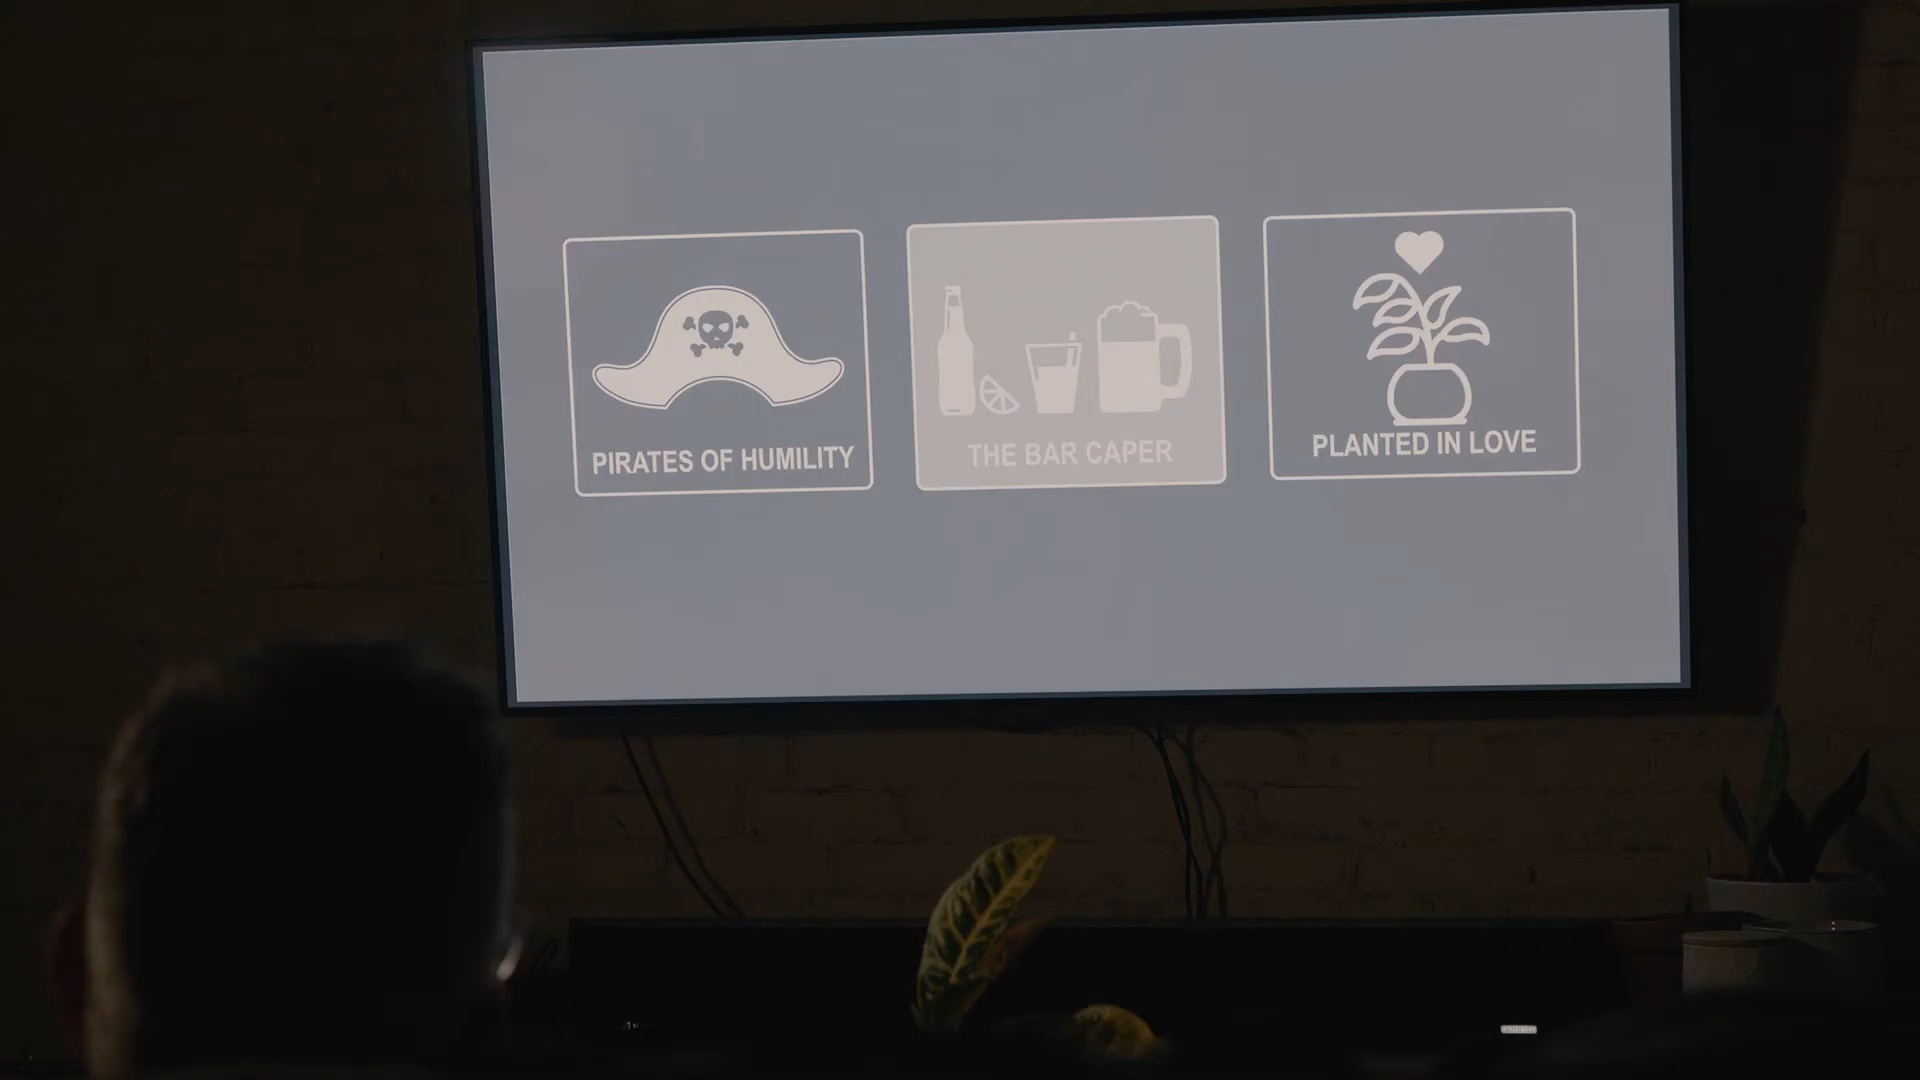 PIRATES OF HUMILITY
THE BAR CAPER
PLANTED IN LOVE